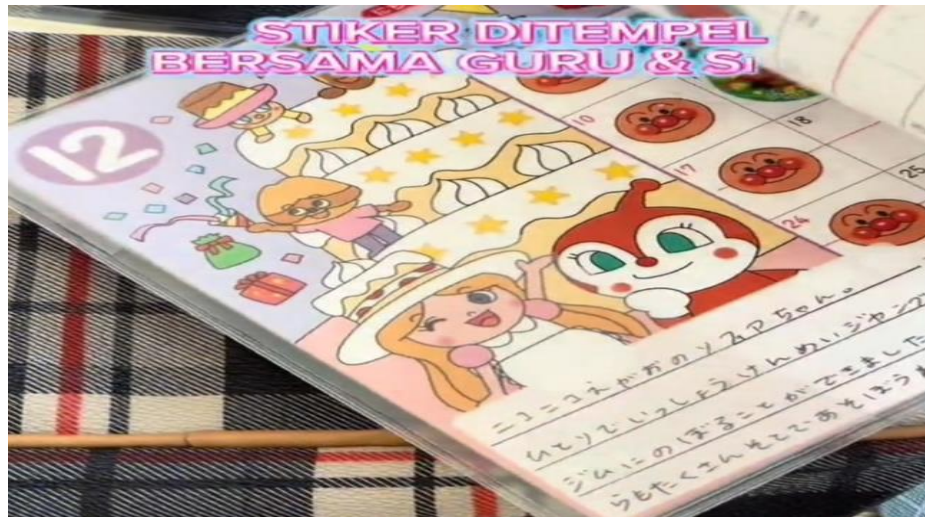 STIKER DITEMPEL
BERSAMA GURU &
12
10
18
17
25
24
ニコニコえがおのソフィアちゃん。
ひとりでいっしょうけんめいジャング
ジムにのぼることができました
らもたくさんそとであそぼうね